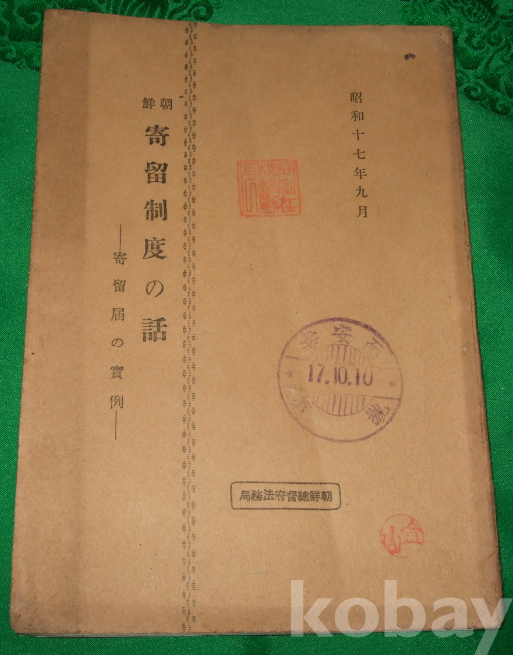 昭和十七年九月
朝鮮
寄留制度の話
―寄留届の實例―
17.10.10
朝鮮總督府法務局
kobay